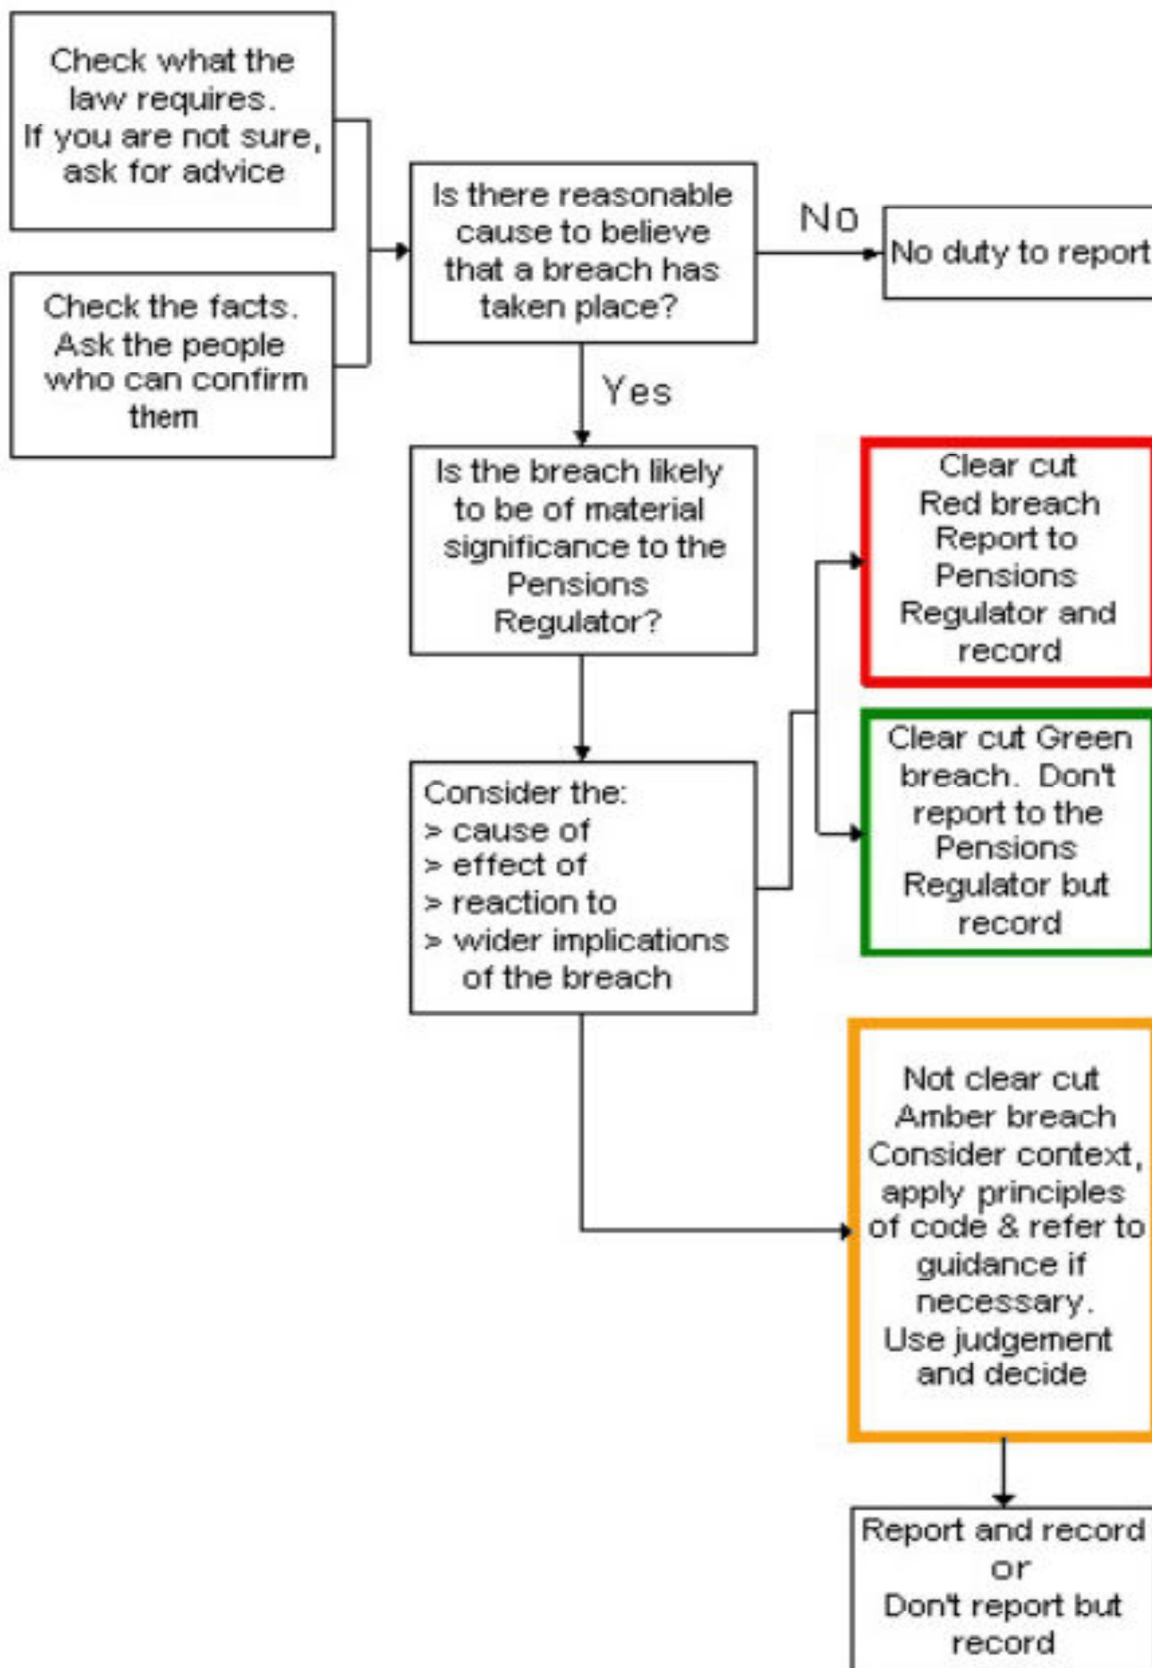 Check what the
law requires.
If you are not sure,
ask for advice
Check the facts.
Ask the people
who can confirm
them
Is there reasonable
cause to believe
that a breach has
taken place?
No
No duty to report
Yes
Is the breach likely
to be of material
significance to the
Pensions
Regulator?
Clear cut
Red breach
Report to
Pensions
Regulator and
record
Clear cut Green
breach. Don't
report to the
Pensions
Regulator but
record
Consider the:
> cause of
> effect of
> reaction to
> wider implications
of the breach
Not clear cut
Amber breach
Consider context,
apply principles
of code & refer to
guidance if
necessary.
Use judgement
and decide
Report and record
or
Don't report but
record